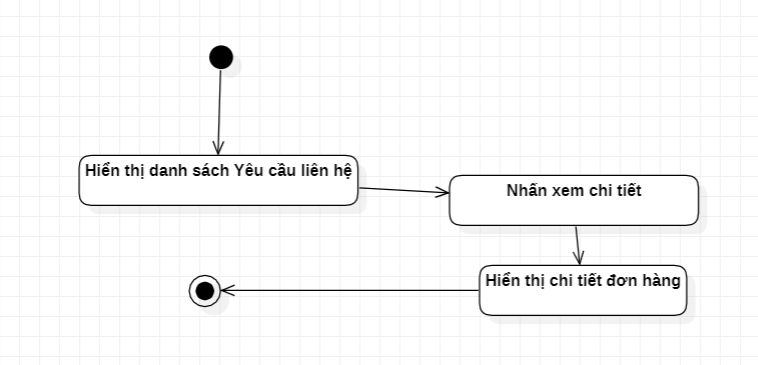 Hiển thị danh sách Yêu cầu liên hệ
Nhấn xem chi tiết
Hiển thị chi tiết đơn hàng